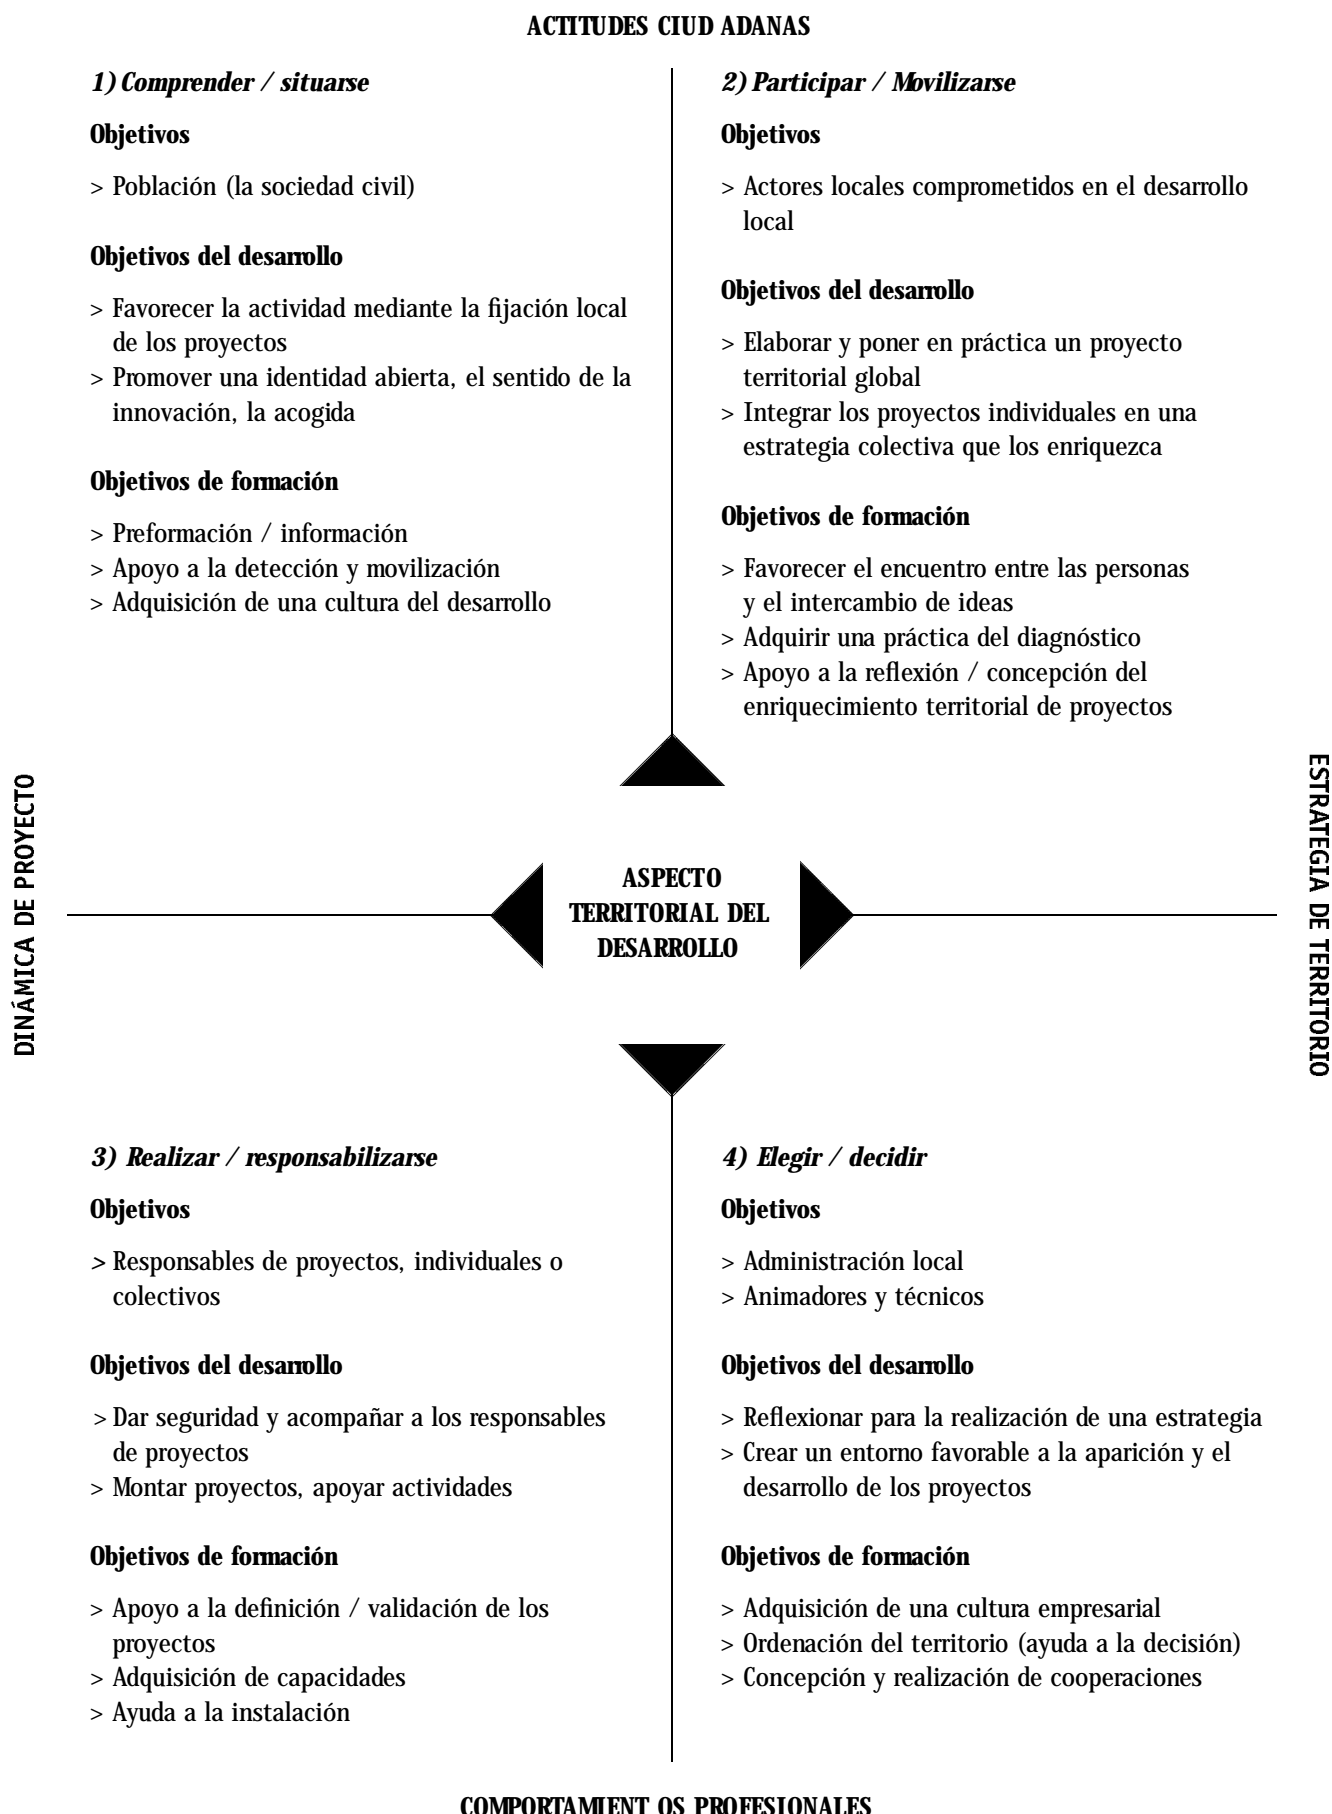 ACTITUDES CIUD ADANAS
1) Comprender / situarse
Objetivos
> Población (la sociedad civil)
Objetivos del desarrollo
> Favorecer la actividad mediante la fijación local
de los proyectos
> Promover una identidad abierta, el sentido de la
innovación, la acogida
Objetivos de formación
> Preformación / información
> Apoyo a la detección y movilización
> Adquisición de una cultura del desarrollo
2) Participar / Movilizarse
Objetivos
> Actores locales comprometidos en el desarrollo
local
Objetivos del desarrollo
> Elaborar y poner en práctica un proyecto
territorial global
> Integrar los proyectos individuales en una
estrategia colectiva que los enriquezca
Objetivos de formación
> Favorecer el encuentro entre las personas
y el intercambio de ideas
> Adquirir una práctica del diagnóstico
> Apoyo a la reflexión / concepción del
enriquecimiento territorial de proyectos
DINÁMICA DE PROYECTO
ASPECTO
TERRITORIAL DEL
DESARROLLO
ESTRATEGIA DE TERRITORIO
3) Realizar / responsabilizarse
Objetivos
> Responsables de proyectos, individuales o
colectivos
Objetivos del desarrollo
> Dar seguridad y acompañar a los responsables
de proyectos
> Montar proyectos, apoyar actividades
Objetivos de formación
> Apoyo a la definición / validación de los
proyectos
> Adquisición de capacidades
> Ayuda a la instalación
4) Elegir / decidir
Objetivos
> Administración local
> Animadores y técnicos
Objetivos del desarrollo
> Reflexionar para la realización de una estrategia
> Crear un entorno favorable a la aparición y el
desarrollo de los proyectos
Objetivos de formación
> Adquisición de una cultura empresarial
> Ordenación del territorio (ayuda a la decisión)
> Concepción y realización de cooperaciones
COMPORTAMIENT OS PROFESIONALES